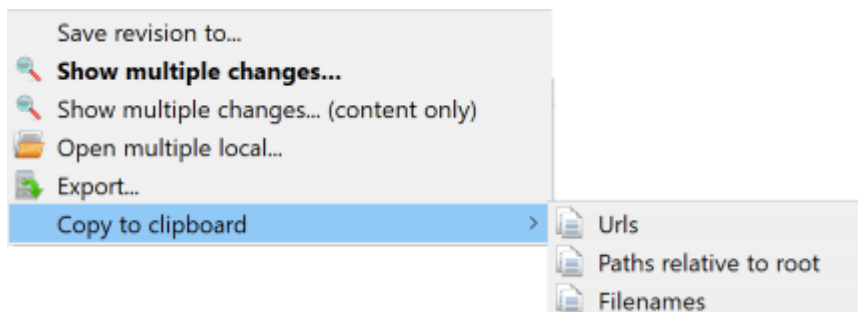 Save revision to...
Show multiple changes...
Show multiple changes... (content only)
Open multiple local...
Export...
Copy to clipboard
Urls
Paths relative to root
Filenames